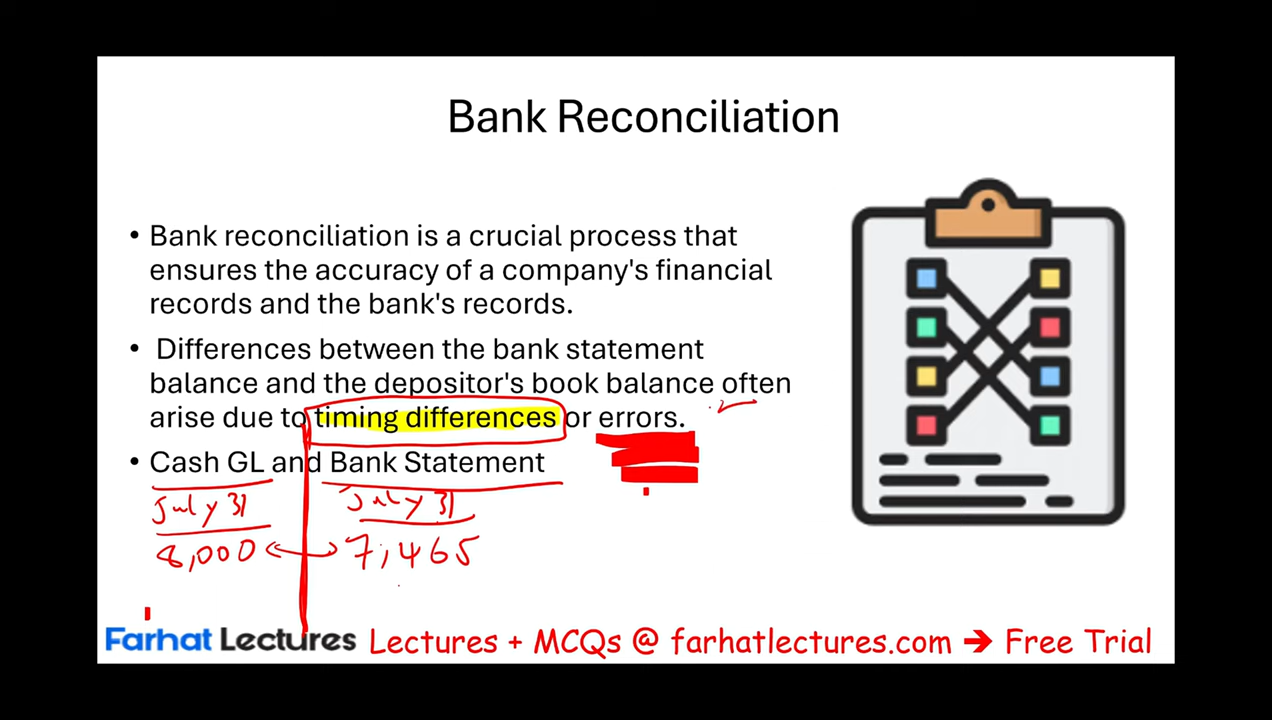 Bank Reconciliation
• Bank reconciliation is a crucial process that
ensures the accuracy of a company's financial
records and the bank's records.
• Differences between the bank statement
balance and the depositor's book balance often
arise due to timing differences or errors.
• Cash GL and Bank Statement
July 31 July 31
8,000 7,465
Farhat Lectures Lectures + MCQs @ farhatlectures.com ➔ Free Trial